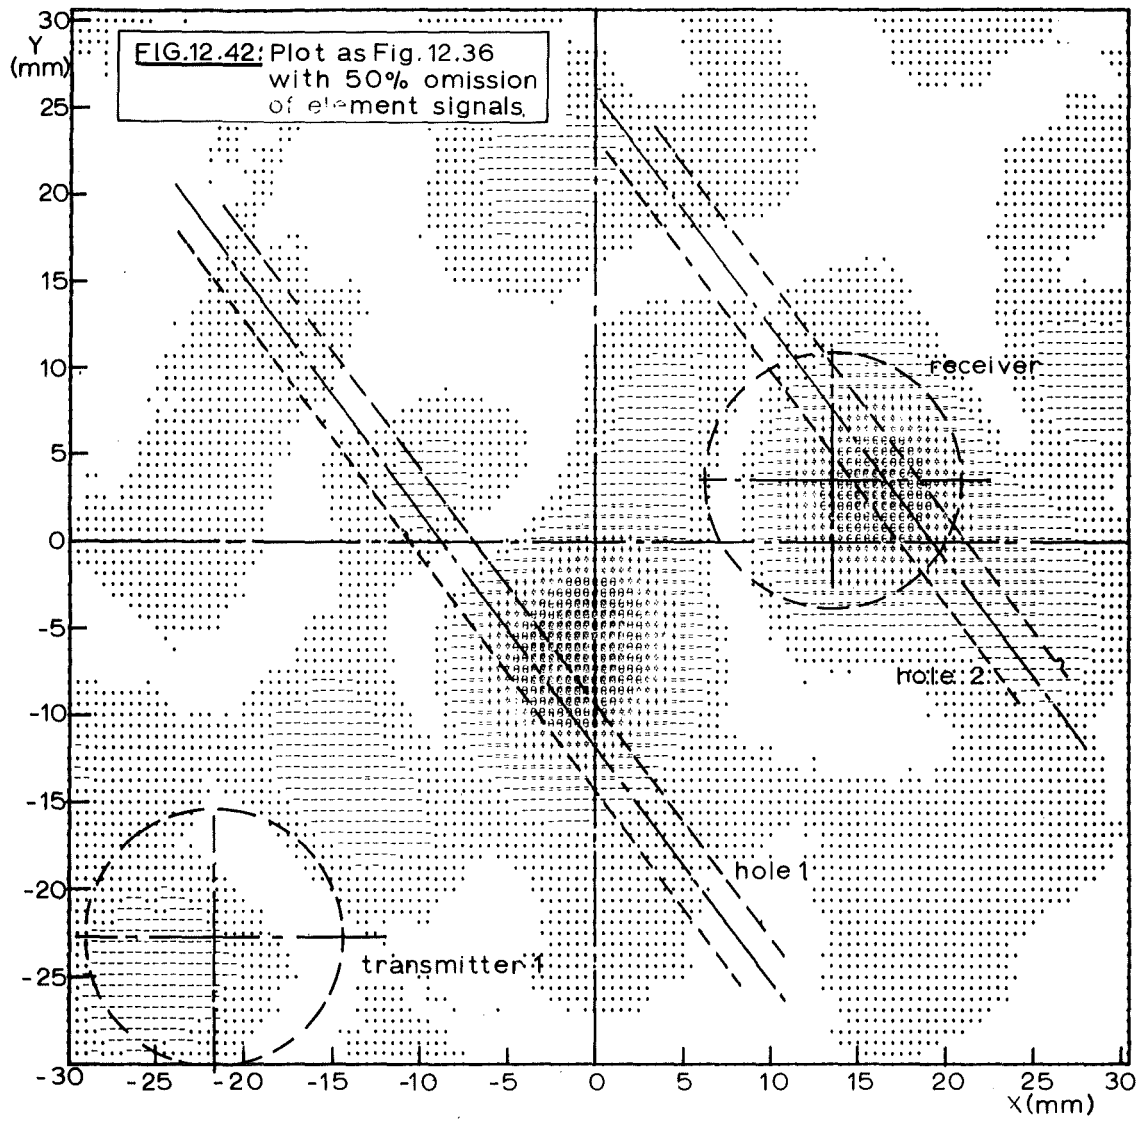 30
Y
(mm)
25
20
15
10
5
0
-5
-10
-15
-20
-25
-30
FIG.12.42: Plot as Fig. 12.36
with 50% omission
of element signals.
receiver
hole 2
hole 1
transmitter 1
-30 -25 -20 -15 -10 -5 0 5 10 15 20 25 30
X(mm)